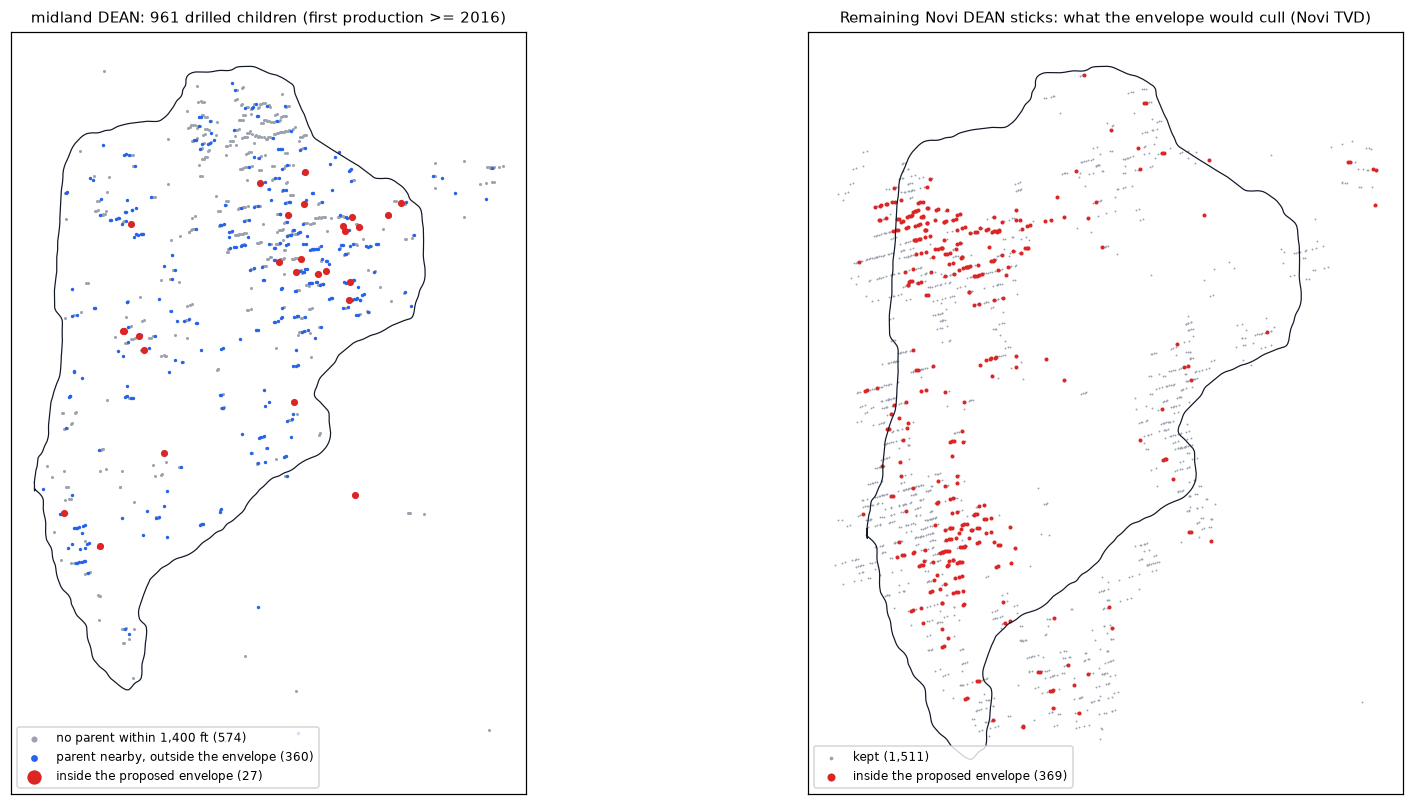 midland DEAN: 961 drilled children (first production >= 2016)
no parent within 1,400 ft (574)
parent nearby, outside the envelope (360)
inside the proposed envelope (27)
Remaining Novi DEAN sticks: what the envelope would cull (Novi TVD)
kept (1,511)
inside the proposed envelope (369)